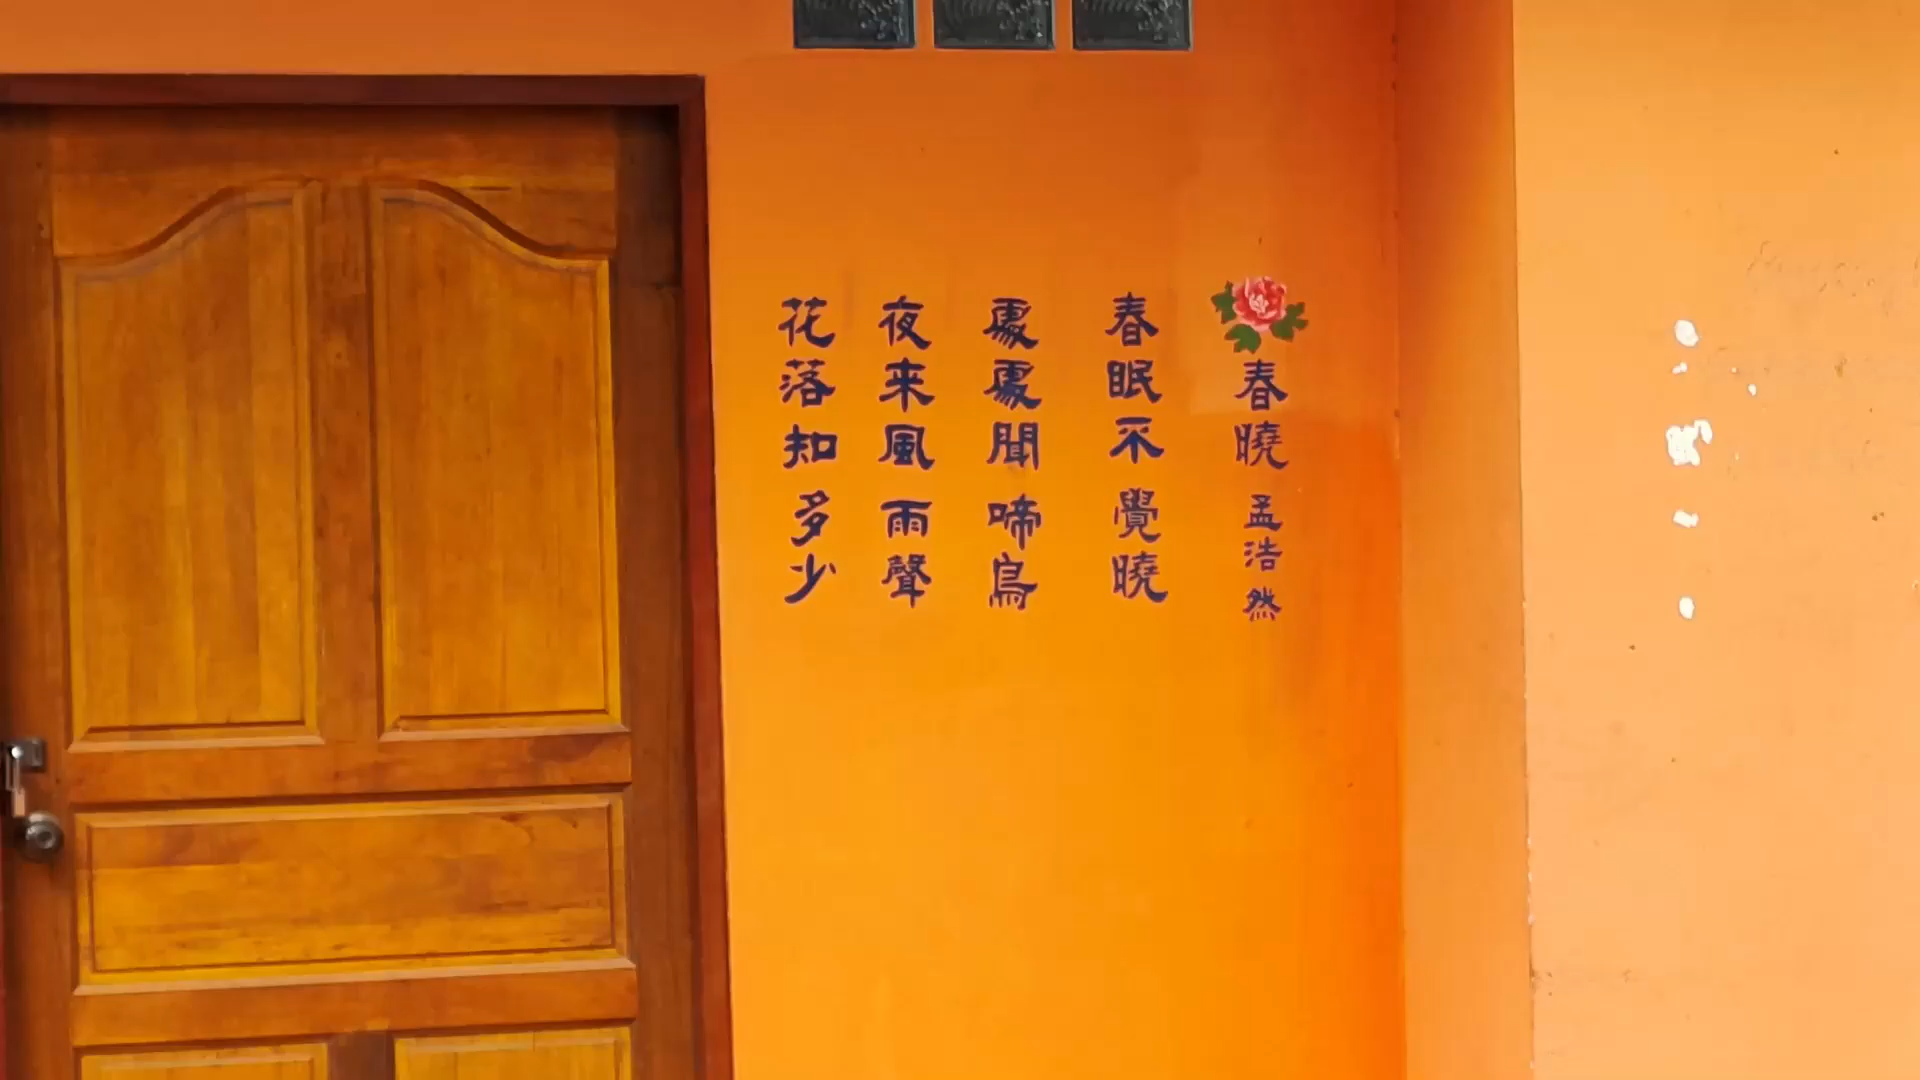 春曉 孟浩然
春眠不覺曉
處處聞啼鳥
夜来風雨聲
花落知多少